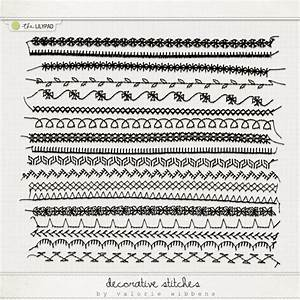 the LILYPAD
decorative stitches
by valorie wibbens